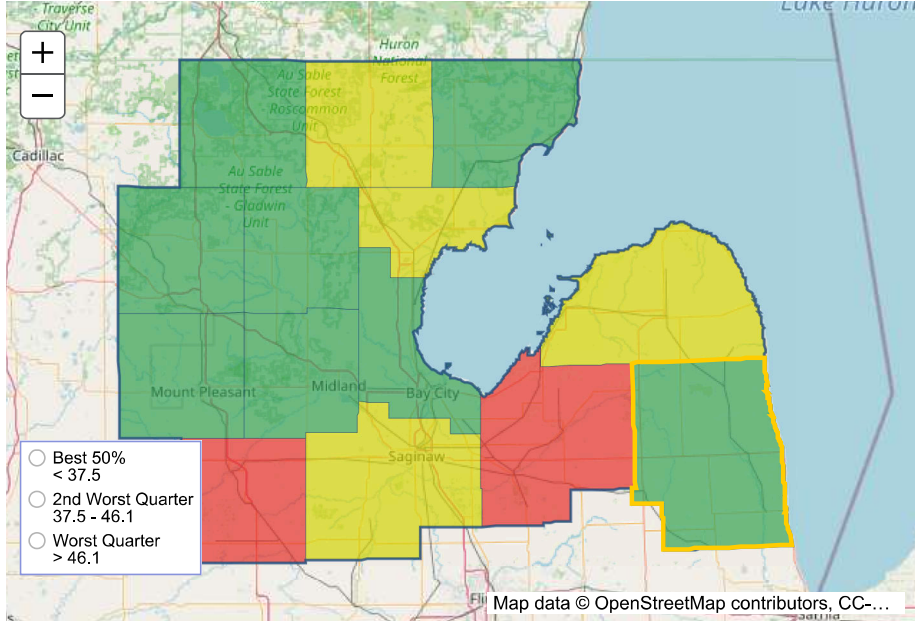 - Traverse
City Unit
Lake Huron
+
−
Huron
National
Forest
Au Sable
State Forest
- Roscommon
Unit
Cadillac
Au Sable
State Forest
- Gladwin
Unit
Mount Pleasant
Midland
Bay City
Saginaw
Best 50%
< 37.5
2nd Worst Quarter
37.5 - 46.1
Worst Quarter
> 46.1
Fli
Map data © OpenStreetMap contributors, CC-…
Sarnia